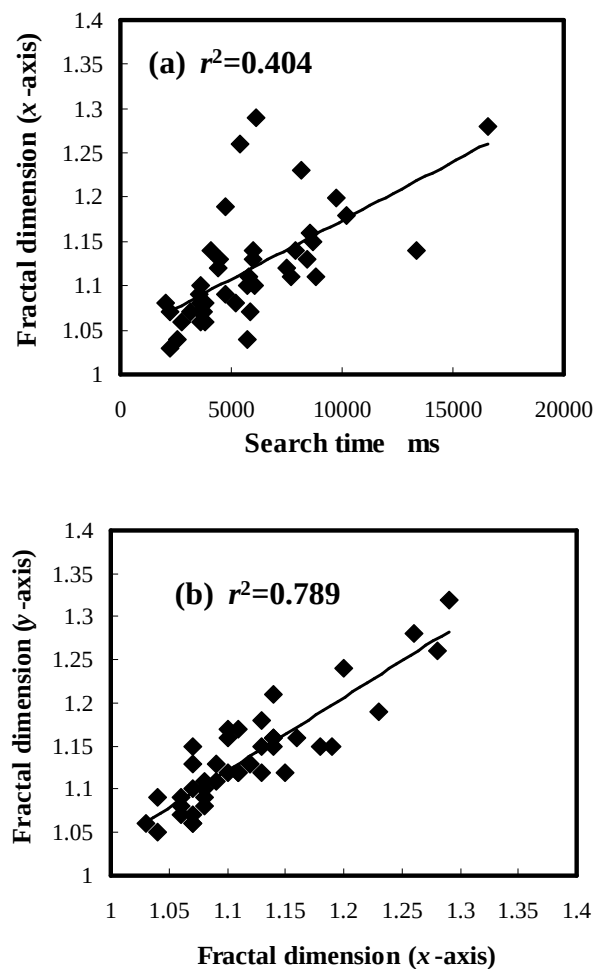 1.4
(a) r²=0.404
1.35
1.3
1.25
1.2
1.15
1.1
1.05
1
Fractal dimension (x-axis)
0 5000 10000 15000 20000
Search time ms
1.4
1.35
(b) r²=0.789
1.3
1.25
1.2
1.15
1.1
1.05
1
Fractal dimension (y-axis)
1 1.05 1.1 1.15 1.2 1.25 1.3 1.35 1.4
Fractal dimension (x-axis)